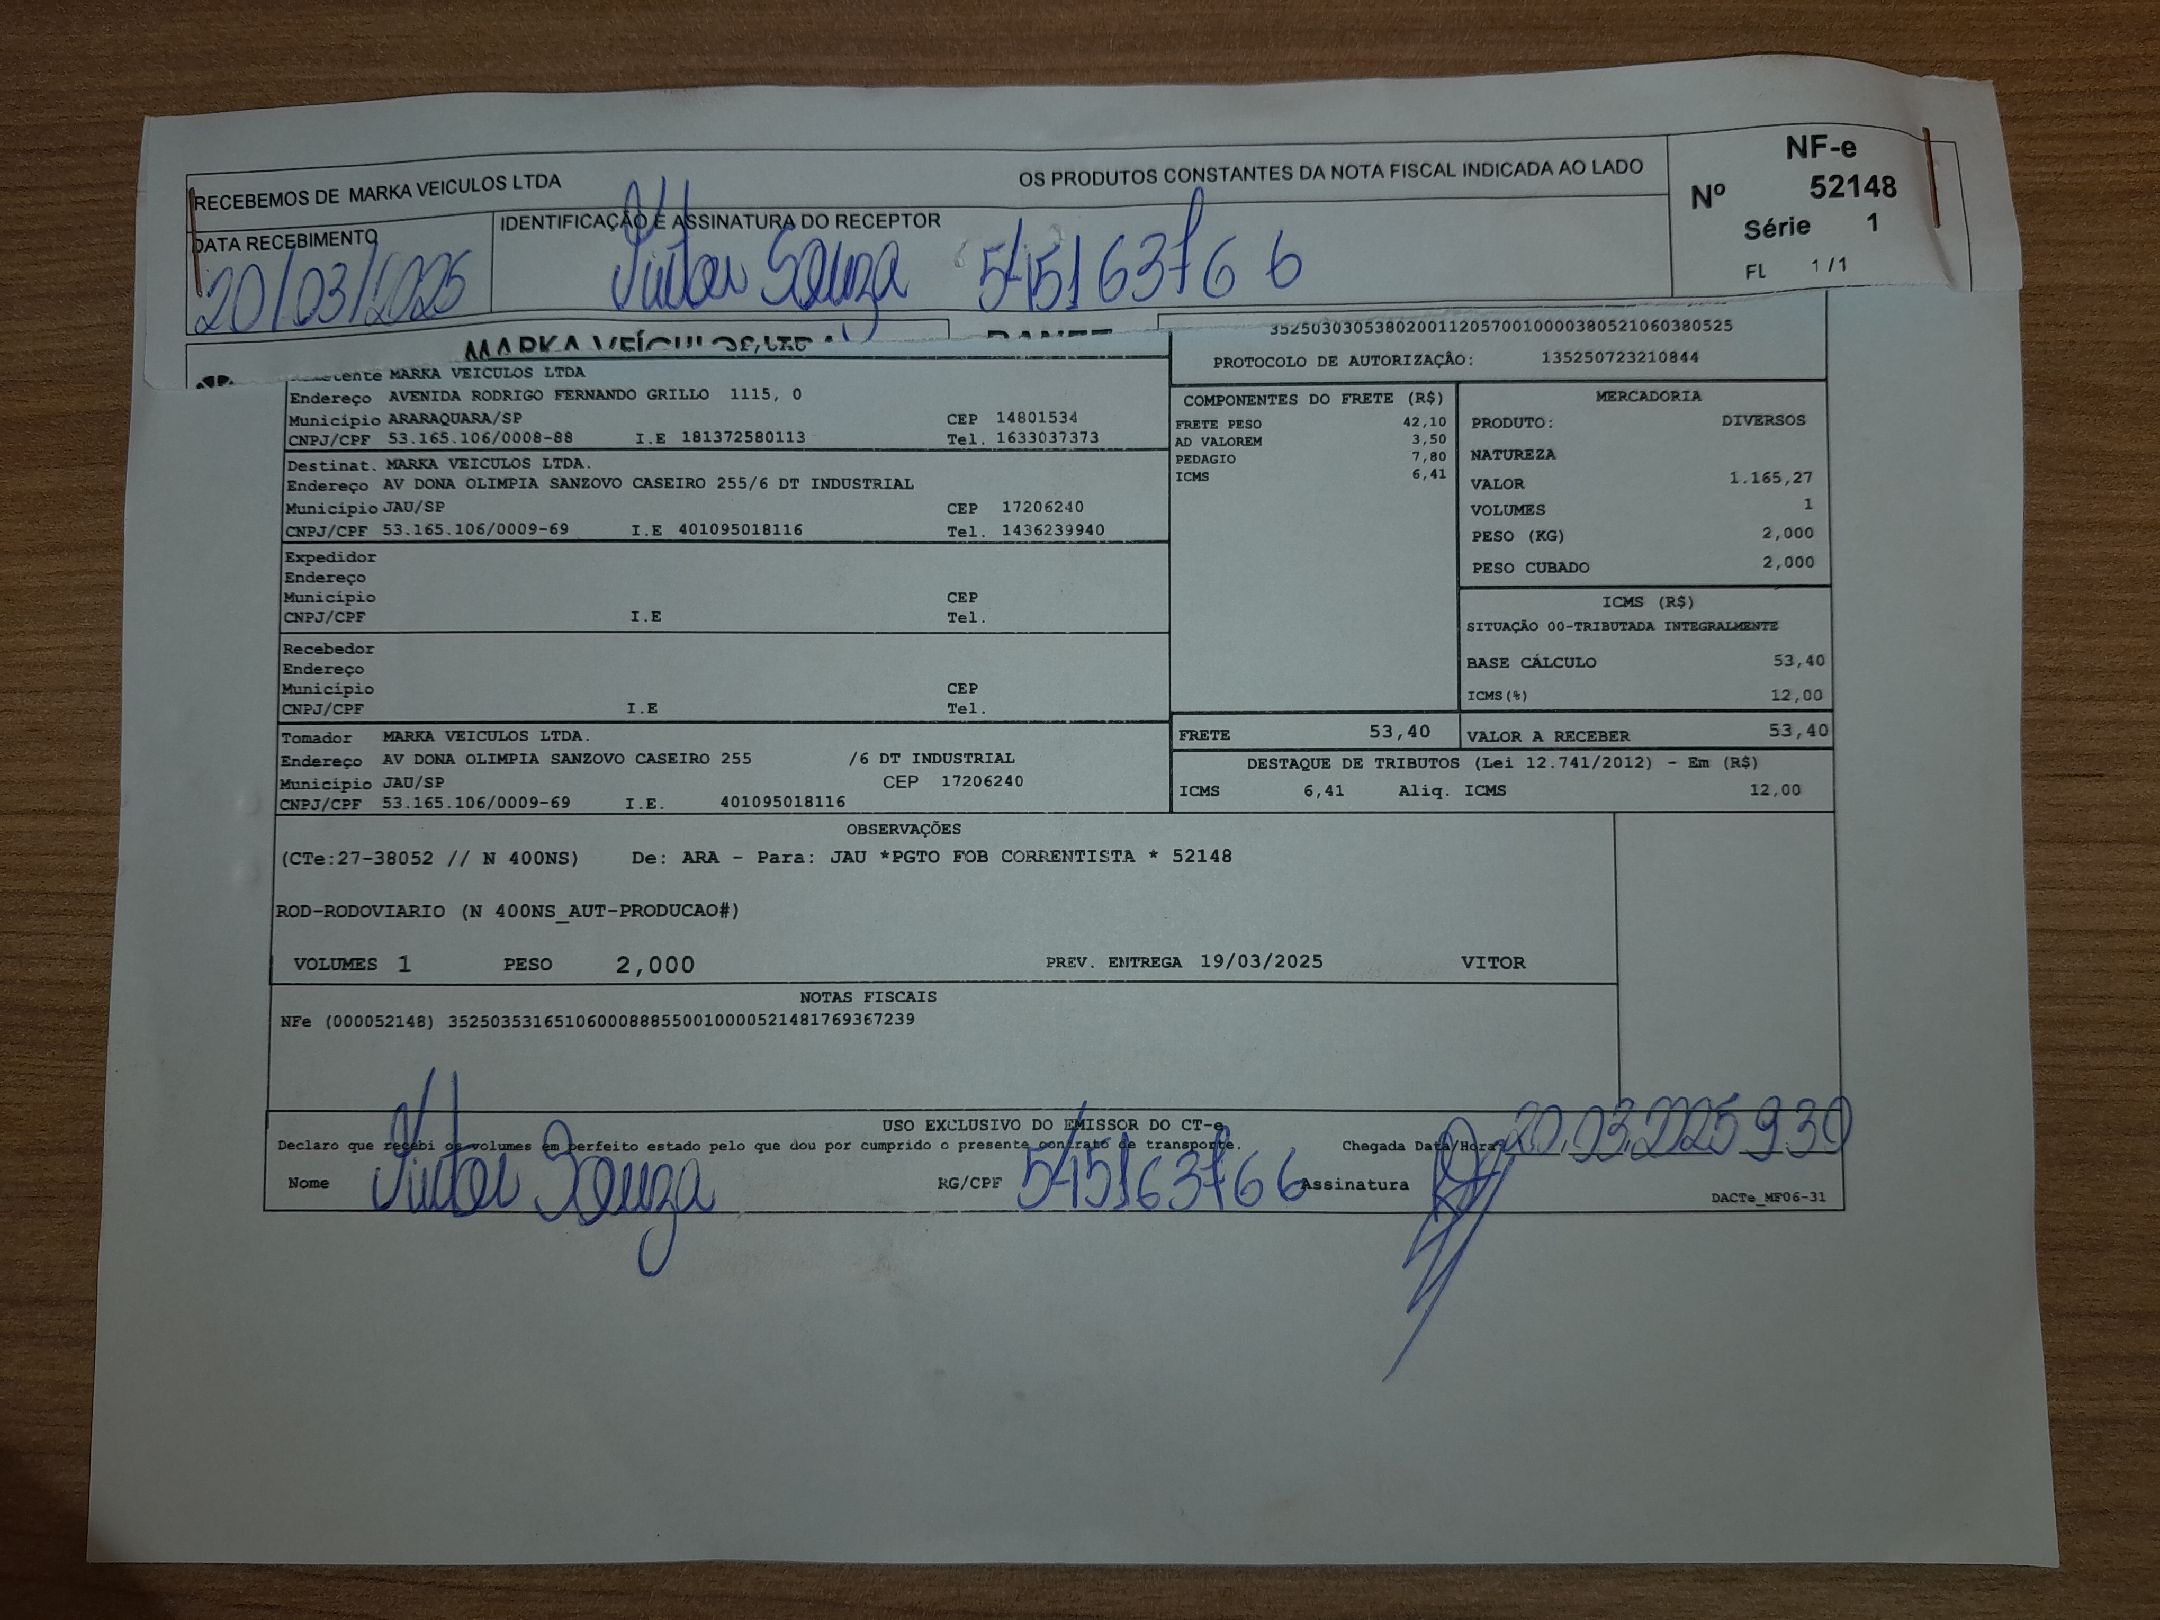 RECEBEMOS DE MARKA VEICULOS LTDA OS PRODUTOS CONSTANTES DA NOTA FISCAL INDICADA AO LADO
NF-e
Nº 52148
Série 1
FL 1/1
DATA RECEBIMENTO
20/03/2025
IDENTIFICAÇÃO E ASSINATURA DO RECEPTOR
Souza 545163766
MARKA VEÍCULOS LTDA
35250303053802001120570010000380521060380525
PROTOCOLO DE AUTORIZAÇÂO: 135250723210844
MARKA VEICULOS LTDA
Endereço AVENIDA RODRIGO FERNANDO GRILLO 1115, 0
Município ARARAQUARA/SP CEP 14801534
CNPJ/CPF 53.165.106/0008-88 I.E 181372580113 Tel. 1633037373
Destinat. MARKA VEICULOS LTDA.
Endereço AV DONA OLIMPIA SANZOVO CASEIRO 255/6 DT INDUSTRIAL
Município JAU/SP CEP 17206240
CNPJ/CPF 53.165.106/0009-69 I.E 401095018116 Tel. 1436239940
Expedidor
Endereço
Município CEP
CNPJ/CPF I.E Tel.
Recebedor
Endereço
Município CEP
CNPJ/CPF I.E Tel.
Tomador MARKA VEICULOS LTDA.
Endereço AV DONA OLIMPIA SANZOVO CASEIRO 255 /6 DT INDUSTRIAL
Município JAU/SP CEP 17206240
CNPJ/CPF 53.165.106/0009-69 I.E. 401095018116
COMPONENTES DO FRETE (R$)
FRETE PESO 42,10
AD VALOREM 3,50
PEDAGIO 7,80
ICMS 6,41
MERCADORIA
PRODUTO: DIVERSOS
NATUREZA
VALOR 1.165,27
VOLUMES 1
PESO (KG) 2,000
PESO CUBADO 2,000
ICMS (R$)
SITUAÇÃO 00-TRIBUTADA INTEGRALMENTE
BASE CÁLCULO 53,40
ICMS(%) 12,00
FRETE 53,40
VALOR A RECEBER 53,40
DESTAQUE DE TRIBUTOS (Lei 12.741/2012) - Em (R$)
ICMS 6,41 Aliq. ICMS 12,00
OBSERVAÇÕES
(CTe:27-38052 // N 400NS) De: ARA - Para: JAU *PGTO FOB CORRENTISTA * 52148
ROD-RODOVIARIO (N 400NS_AUT-PRODUCAO#)
VOLUMES 1 PESO 2,000 PREV. ENTREGA 19/03/2025 VITOR
NOTAS FISCAIS
NFe (000052148) 35250353165106000888550010000521481769367239
USO EXCLUSIVO DO EMISSOR DO CT-e
Declaro que recebi os volumes em perfeito estado pelo que dou por cumprido o presente contrato de transporte. Chegada Data/Hora 20.03.2025 9:30
Nome Souza RG/CPF 545163766 Assinatura
DACTe_MF06-31